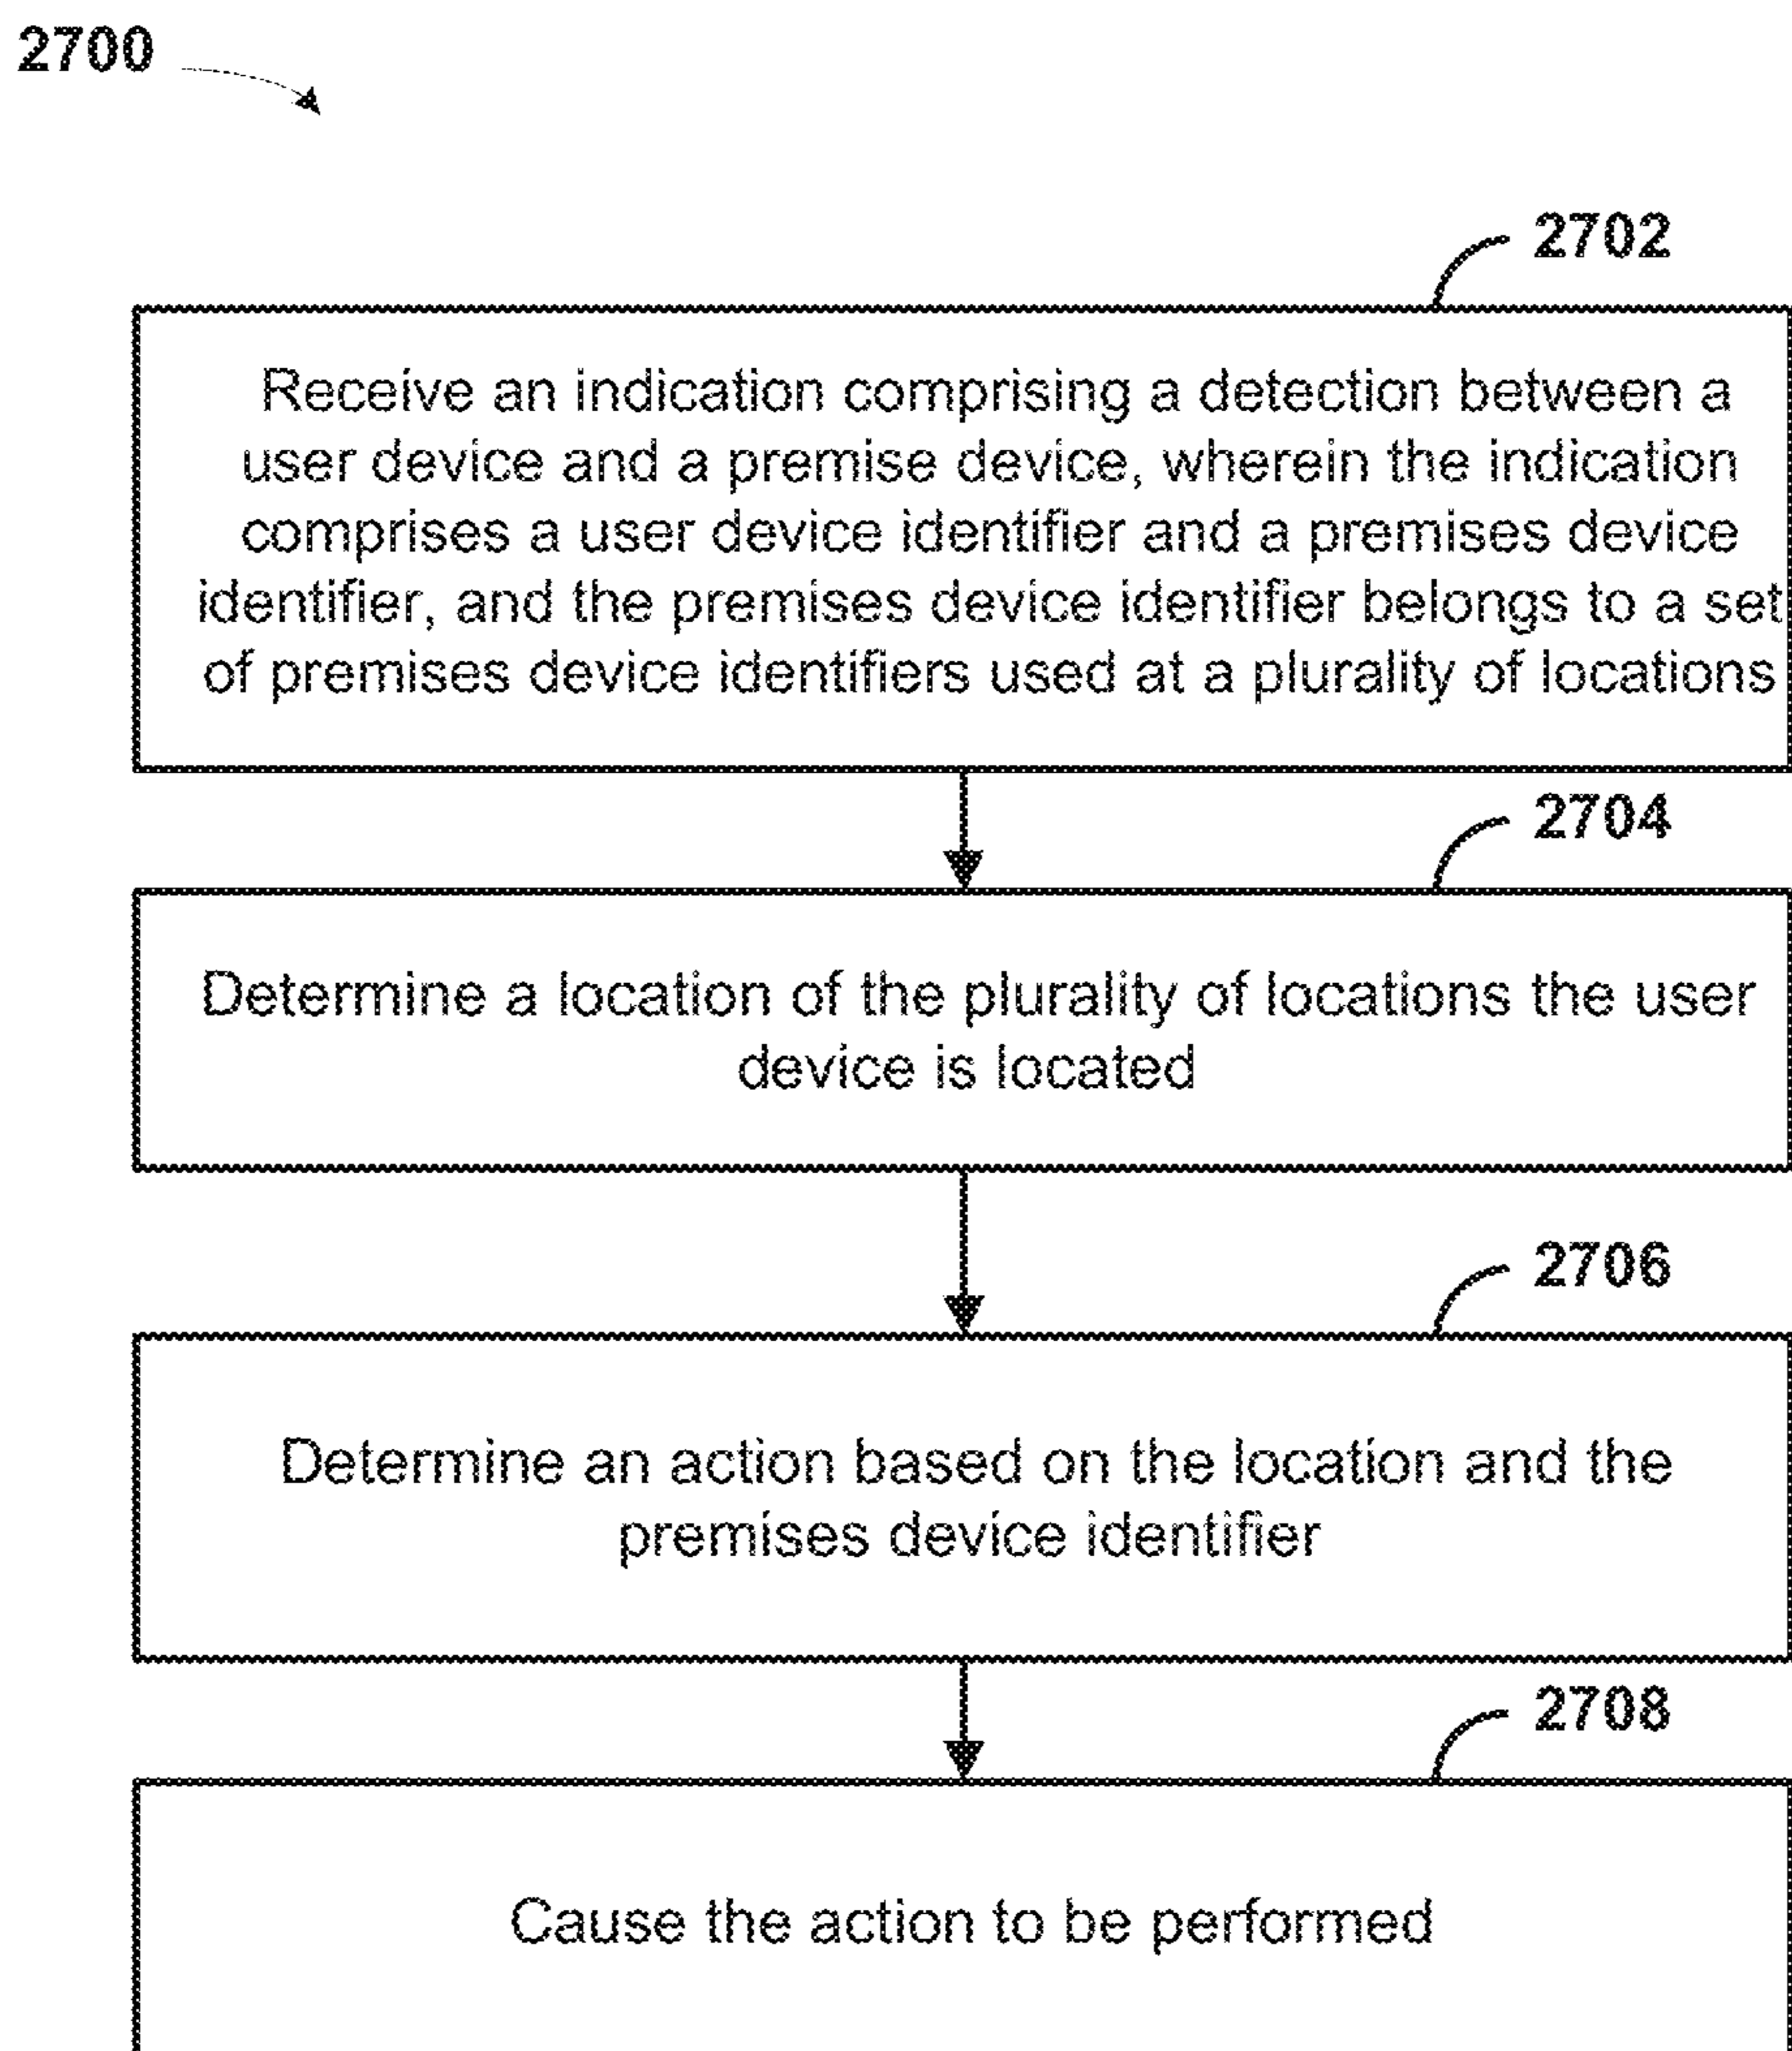 2700
2702
Receive an indication comprising a detection between a
user device and a premise device, wherein the indication
comprises a user device identifier and a premises device
identifier, and the premises device identifier belongs to a set
of premises device identifiers used at a plurality of locations
2704
Determine a location of the plurality of locations the user
device is located
2706
Determine an action based on the location and the
premises device identifier
2708
Cause the action to be performed